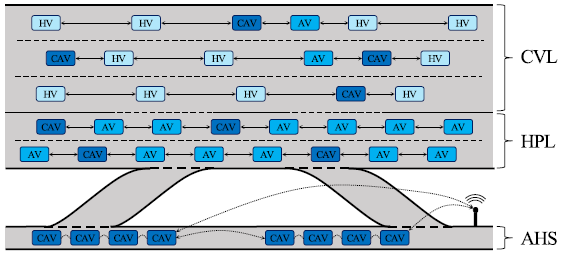 HV HV CAV AV HV HV
CAV HV HV AV CAV HV
CVL
HV HV HV CAV HV
CAV AV AV CAV AV AV AV AV
HPL
AV CAV AV AV AV CAV AV AV
CAV CAV CAV CAV CAV CAV CAV CAV
AHS